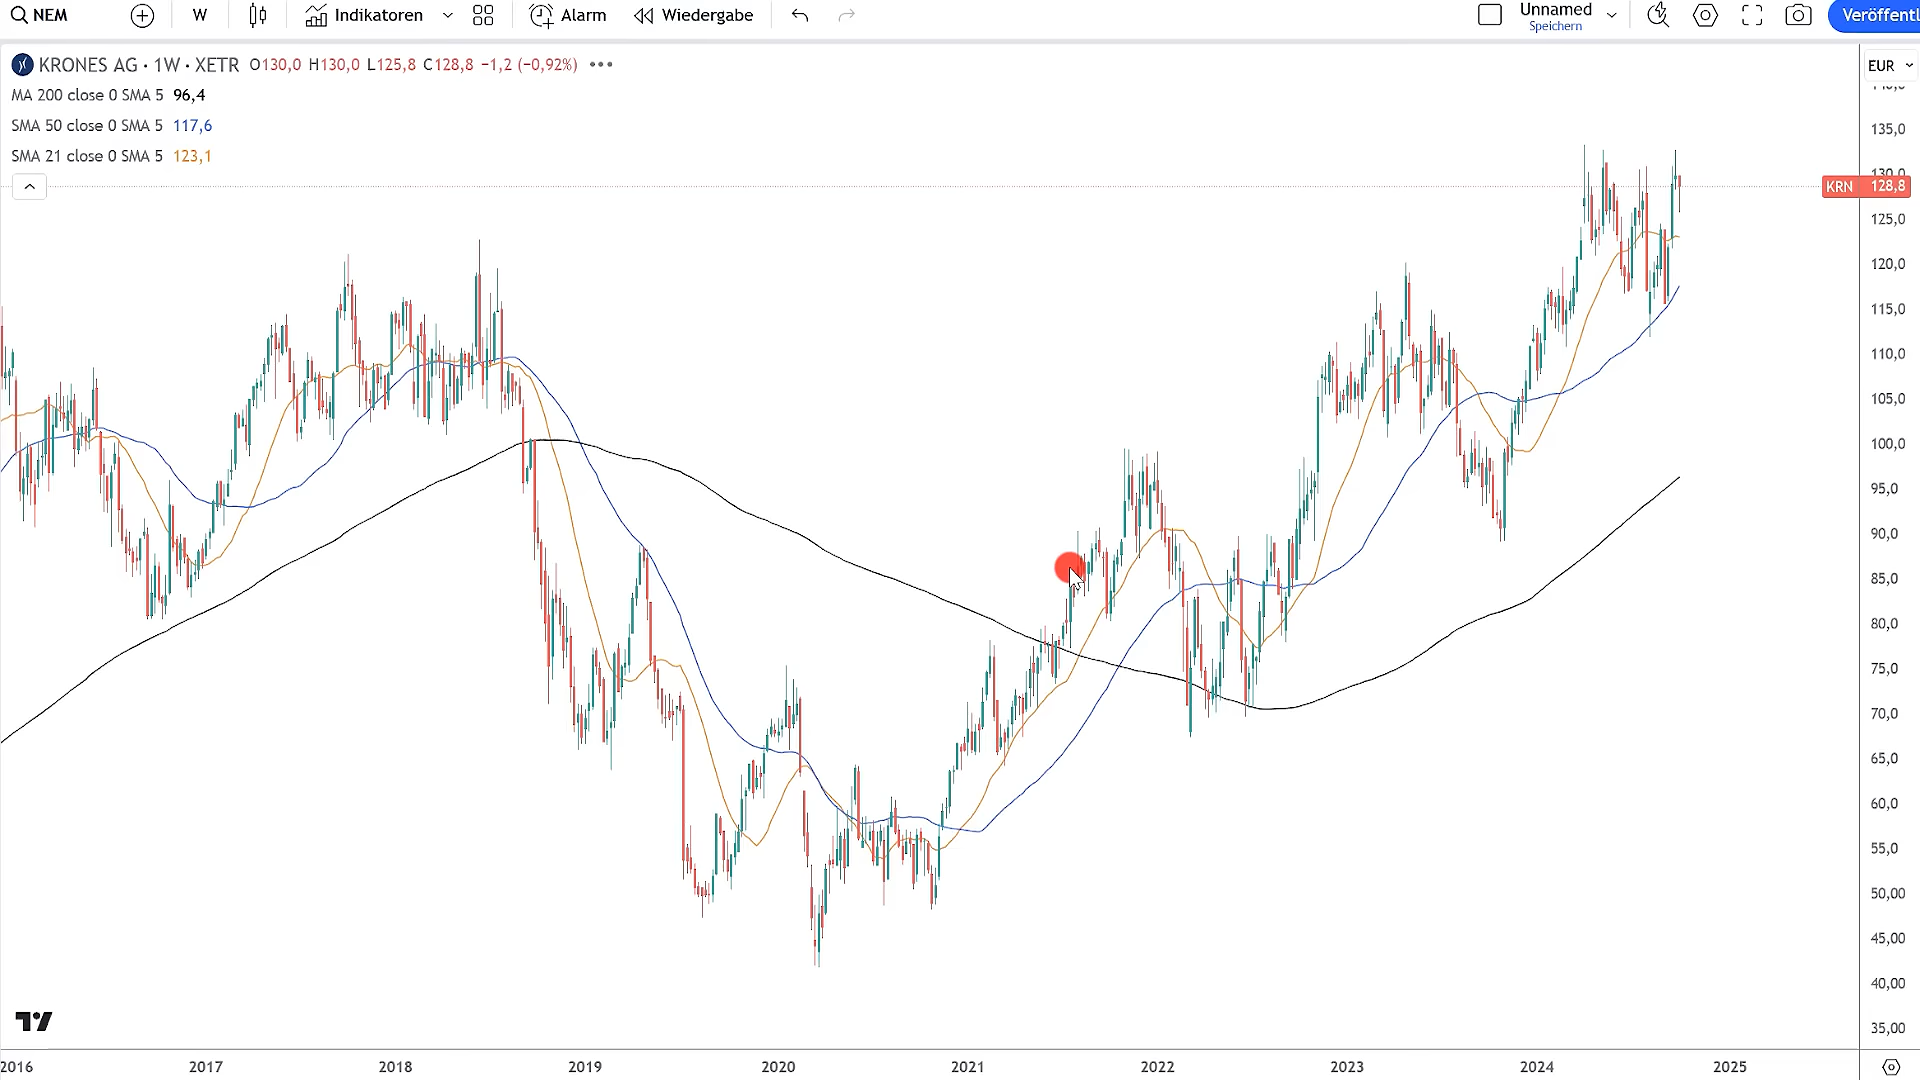 NEM W Indikatoren Alarm Wiedergabe Unnamed Speichern Veröffentl
KRONES AG · 1W · XETR O130,0 H130,0 L125,8 C128,8 −1,2 (−0,92%)
EUR
MA 200 close 0 SMA 5 96,4
SMA 50 close 0 SMA 5 117,6
SMA 21 close 0 SMA 5 123,1
135,0
130,0
KRN 128,8
125,0
120,0
115,0
110,0
105,0
100,0
95,0
90,0
85,0
80,0
75,0
70,0
65,0
60,0
55,0
50,00
45,00
40,00
35,00
2016 2017 2018 2019 2020 2021 2022 2023 2024 2025